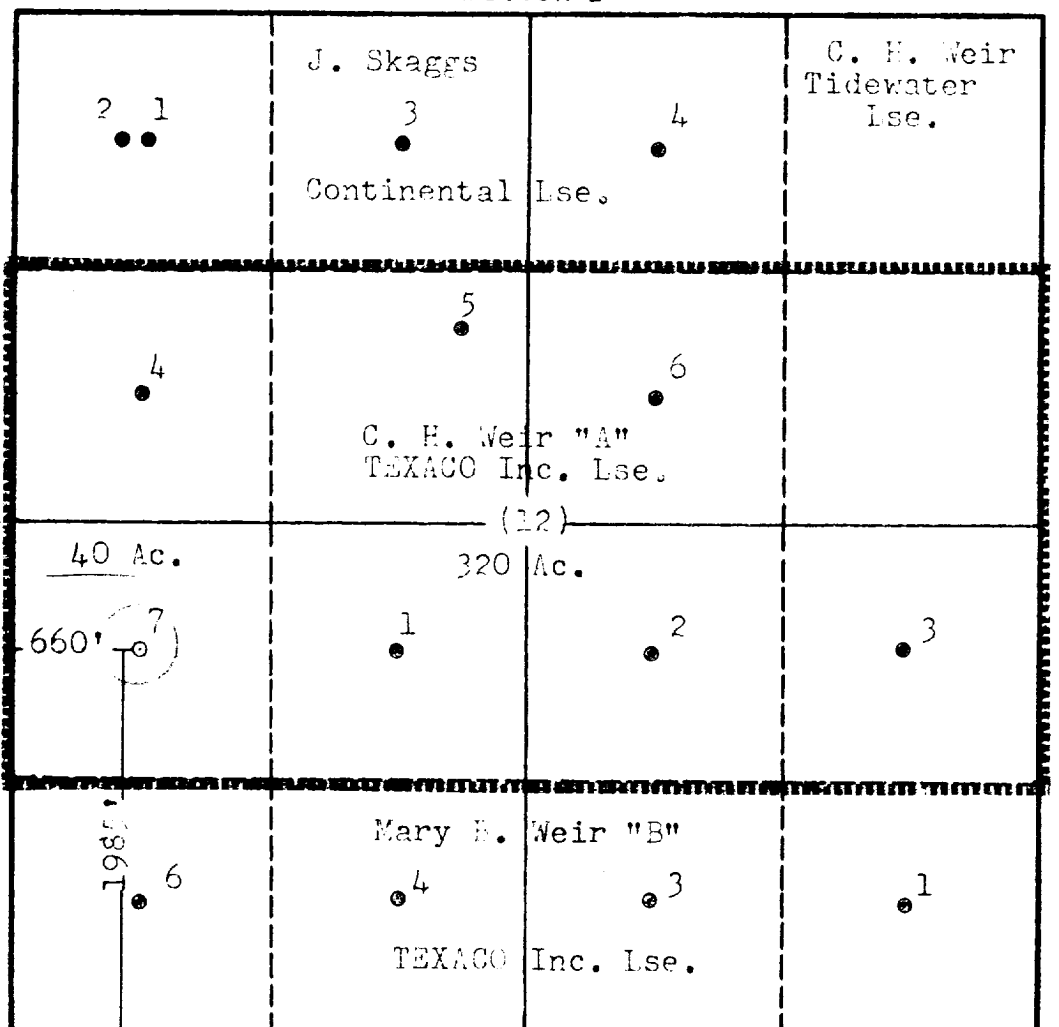 J. Skaggs
C. H. Weir
Tidewater
Lse.
2 1
3
4
Continental Lse.
5
4
6
C. H. Weir "A"
TEXACO Inc. Lse.
(12)
40 Ac.
320 Ac.
660'
7
1
2
3
1985'
Mary E. Weir "B"
6
4
3
1
TEXACO Inc. Lse.